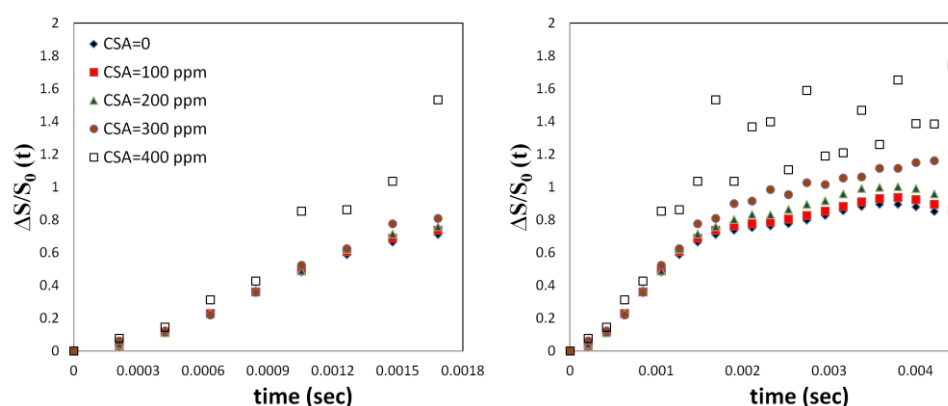 2
1.8
1.6
1.4
1.2
1
0.8
0.6
0.4
0.2
0
ΔS/S₀ (t)
CSA=0
CSA=100 ppm
CSA=200 ppm
CSA=300 ppm
CSA=400 ppm
0 0.0003 0.0006 0.0009 0.0012 0.0015 0.0018
time (sec)
2
1.8
1.6
1.4
1.2
1
0.8
0.6
0.4
0.2
0
ΔS/S₀ (t)
0 0.001 0.002 0.003 0.004
time (sec)